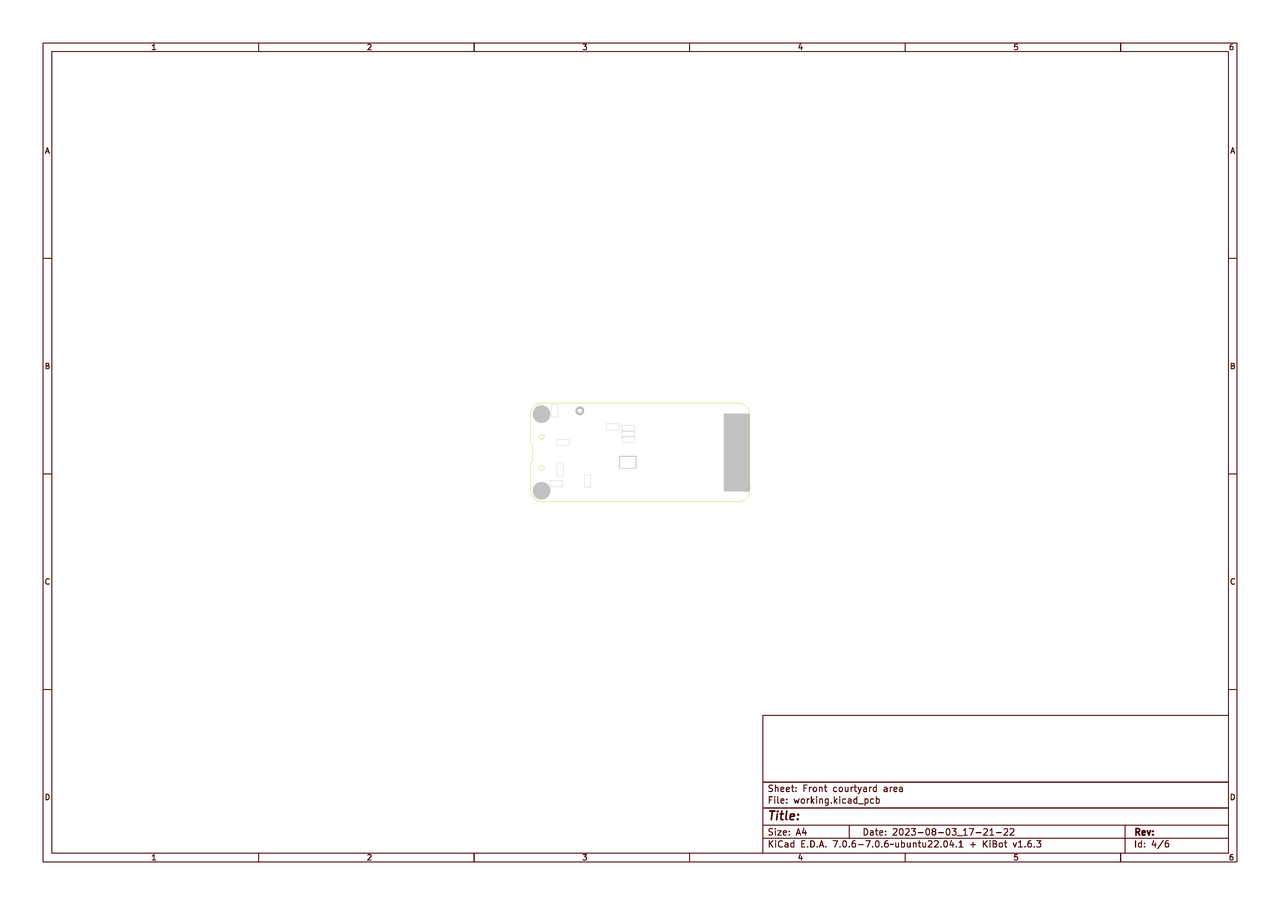 1 2 3 4 5 6
A A
B B
C C
D D
Sheet: Front courtyard area
File: working.kicad_pcb
Title:
Size: A4 Date: 2023-08-03_17-21-22 Rev:
KiCad E.D.A. 7.0.6-7.0.6~ubuntu22.04.1 + KiBot v1.6.3 Id: 4/6
1 2 3 4 5 6